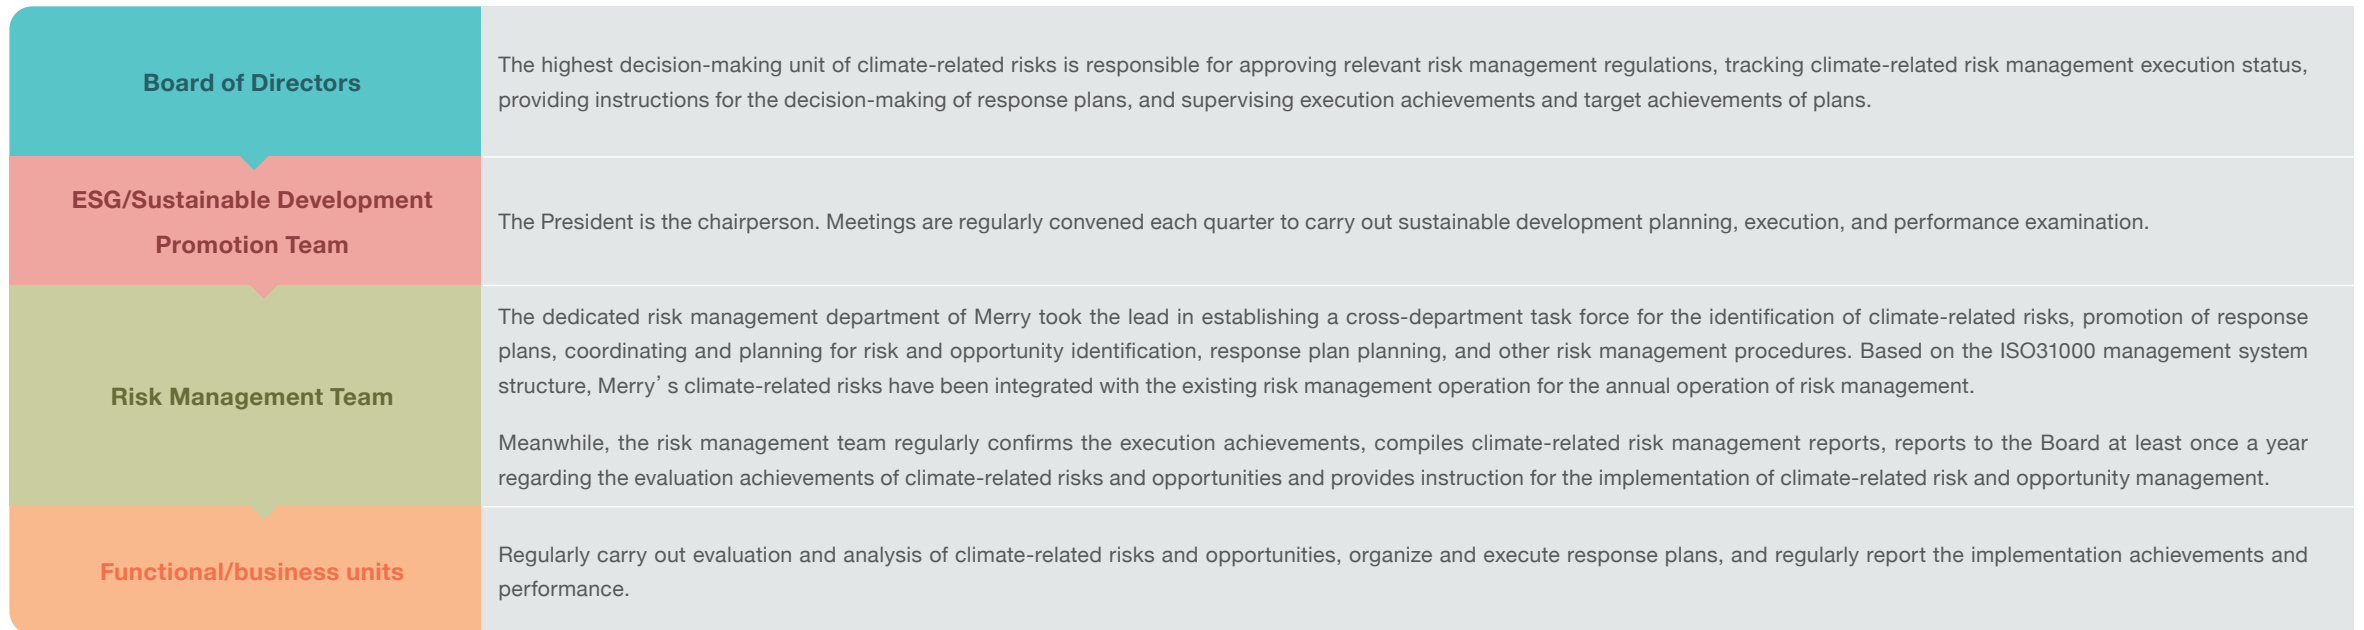 Board of Directors
The highest decision-making unit of climate-related risks is responsible for approving relevant risk management regulations, tracking climate-related risk management execution status,
providing instructions for the decision-making of response plans, and supervising execution achievements and target achievements of plans.
ESG/Sustainable Development
Promotion Team
The President is the chairperson. Meetings are regularly convened each quarter to carry out sustainable development planning, execution, and performance examination.
Risk Management Team
The dedicated risk management department of Merry took the lead in establishing a cross-department task force for the identification of climate-related risks, promotion of response
plans, coordinating and planning for risk and opportunity identification, response plan planning, and other risk management procedures. Based on the ISO31000 management system
structure, Merry’s climate-related risks have been integrated with the existing risk management operation for the annual operation of risk management.
Meanwhile, the risk management team regularly confirms the execution achievements, compiles climate-related risk management reports, reports to the Board at least once a year
regarding the evaluation achievements of climate-related risks and opportunities and provides instruction for the implementation of climate-related risk and opportunity management.
Functional/business units
Regularly carry out evaluation and analysis of climate-related risks and opportunities, organize and execute response plans, and regularly report the implementation achievements and
performance.